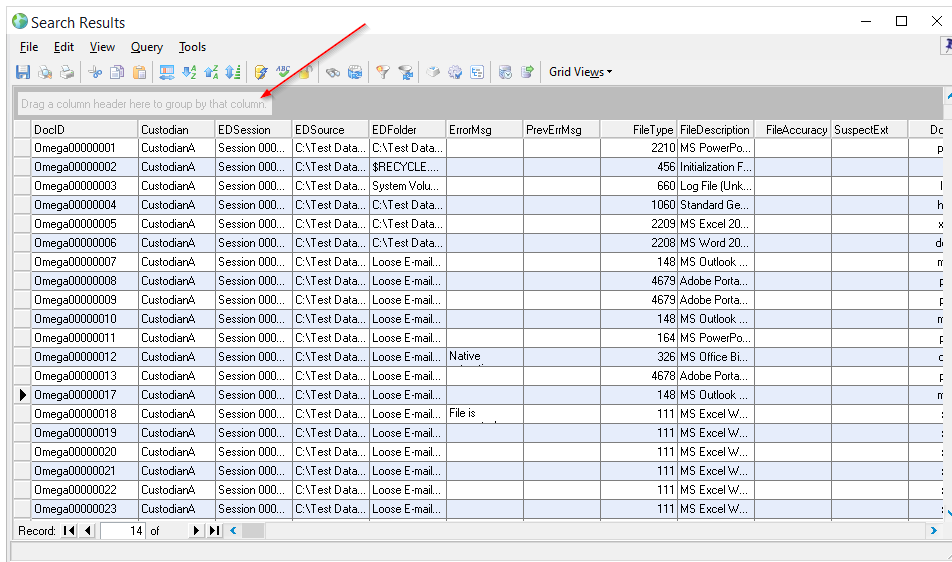 Search Results
File Edit View Query Tools
ABC Grid Views
Drag a column header here to group by that column.
DocID Custodian EDSession EDSource EDFolder ErrorMsg PrevErrMsg FileType FileDescription FileAccuracy SuspectExt Dc
Omega00000001 CustodianA Session 000... C:\Test Data... C:\Test Data... 2210 MS PowerPo... p
Omega00000002 CustodianA Session 000... C:\Test Data... $RECYCLE.... 456 Initialization F...
Omega00000003 CustodianA Session 000... C:\Test Data... System Volu... 660 Log File (Unk... l
Omega00000004 CustodianA Session 000... C:\Test Data... C:\Test Data... 1060 Standard Ge... h
Omega00000005 CustodianA Session 000... C:\Test Data... C:\Test Data... 2209 MS Excel 20... x
Omega00000006 CustodianA Session 000... C:\Test Data... C:\Test Data... 2208 MS Word 20... d
Omega00000007 CustodianA Session 000... C:\Test Data... Loose E-mail... 148 MS Outlook ... m
Omega00000008 CustodianA Session 000... C:\Test Data... Loose E-mail... 4679 Adobe Porta... p
Omega00000009 CustodianA Session 000... C:\Test Data... Loose E-mail... 4679 Adobe Porta... p
Omega00000010 CustodianA Session 000... C:\Test Data... Loose E-mail... 148 MS Outlook ... m
Omega00000011 CustodianA Session 000... C:\Test Data... Loose E-mail... 164 MS PowerPo... p
Omega00000012 CustodianA Session 000... C:\Test Data... Loose E-mail... Native 326 MS Office Bi...
Omega00000013 CustodianA Session 000... C:\Test Data... Loose E-mail... 4678 Adobe Porta... p
Omega00000017 CustodianA Session 000... C:\Test Data... Loose E-mail... 148 MS Outlook ... m
Omega00000018 CustodianA Session 000... C:\Test Data... Loose E-mail... File is 111 MS Excel W...
Omega00000019 CustodianA Session 000... C:\Test Data... Loose E-mail... 111 MS Excel W...
Omega00000020 CustodianA Session 000... C:\Test Data... Loose E-mail... 111 MS Excel W...
Omega00000021 CustodianA Session 000... C:\Test Data... Loose E-mail... 111 MS Excel W...
Omega00000022 CustodianA Session 000... C:\Test Data... Loose E-mail... 111 MS Excel W...
Omega00000023 CustodianA Session 000... C:\Test Data... Loose E-mail... 111 MS Excel W...
Record: 14 of